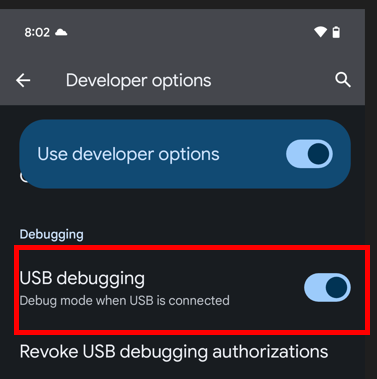 8:02
Developer options
Use developer options
Debugging
USB debugging
Debug mode when USB is connected
Revoke USB debugging authorizations